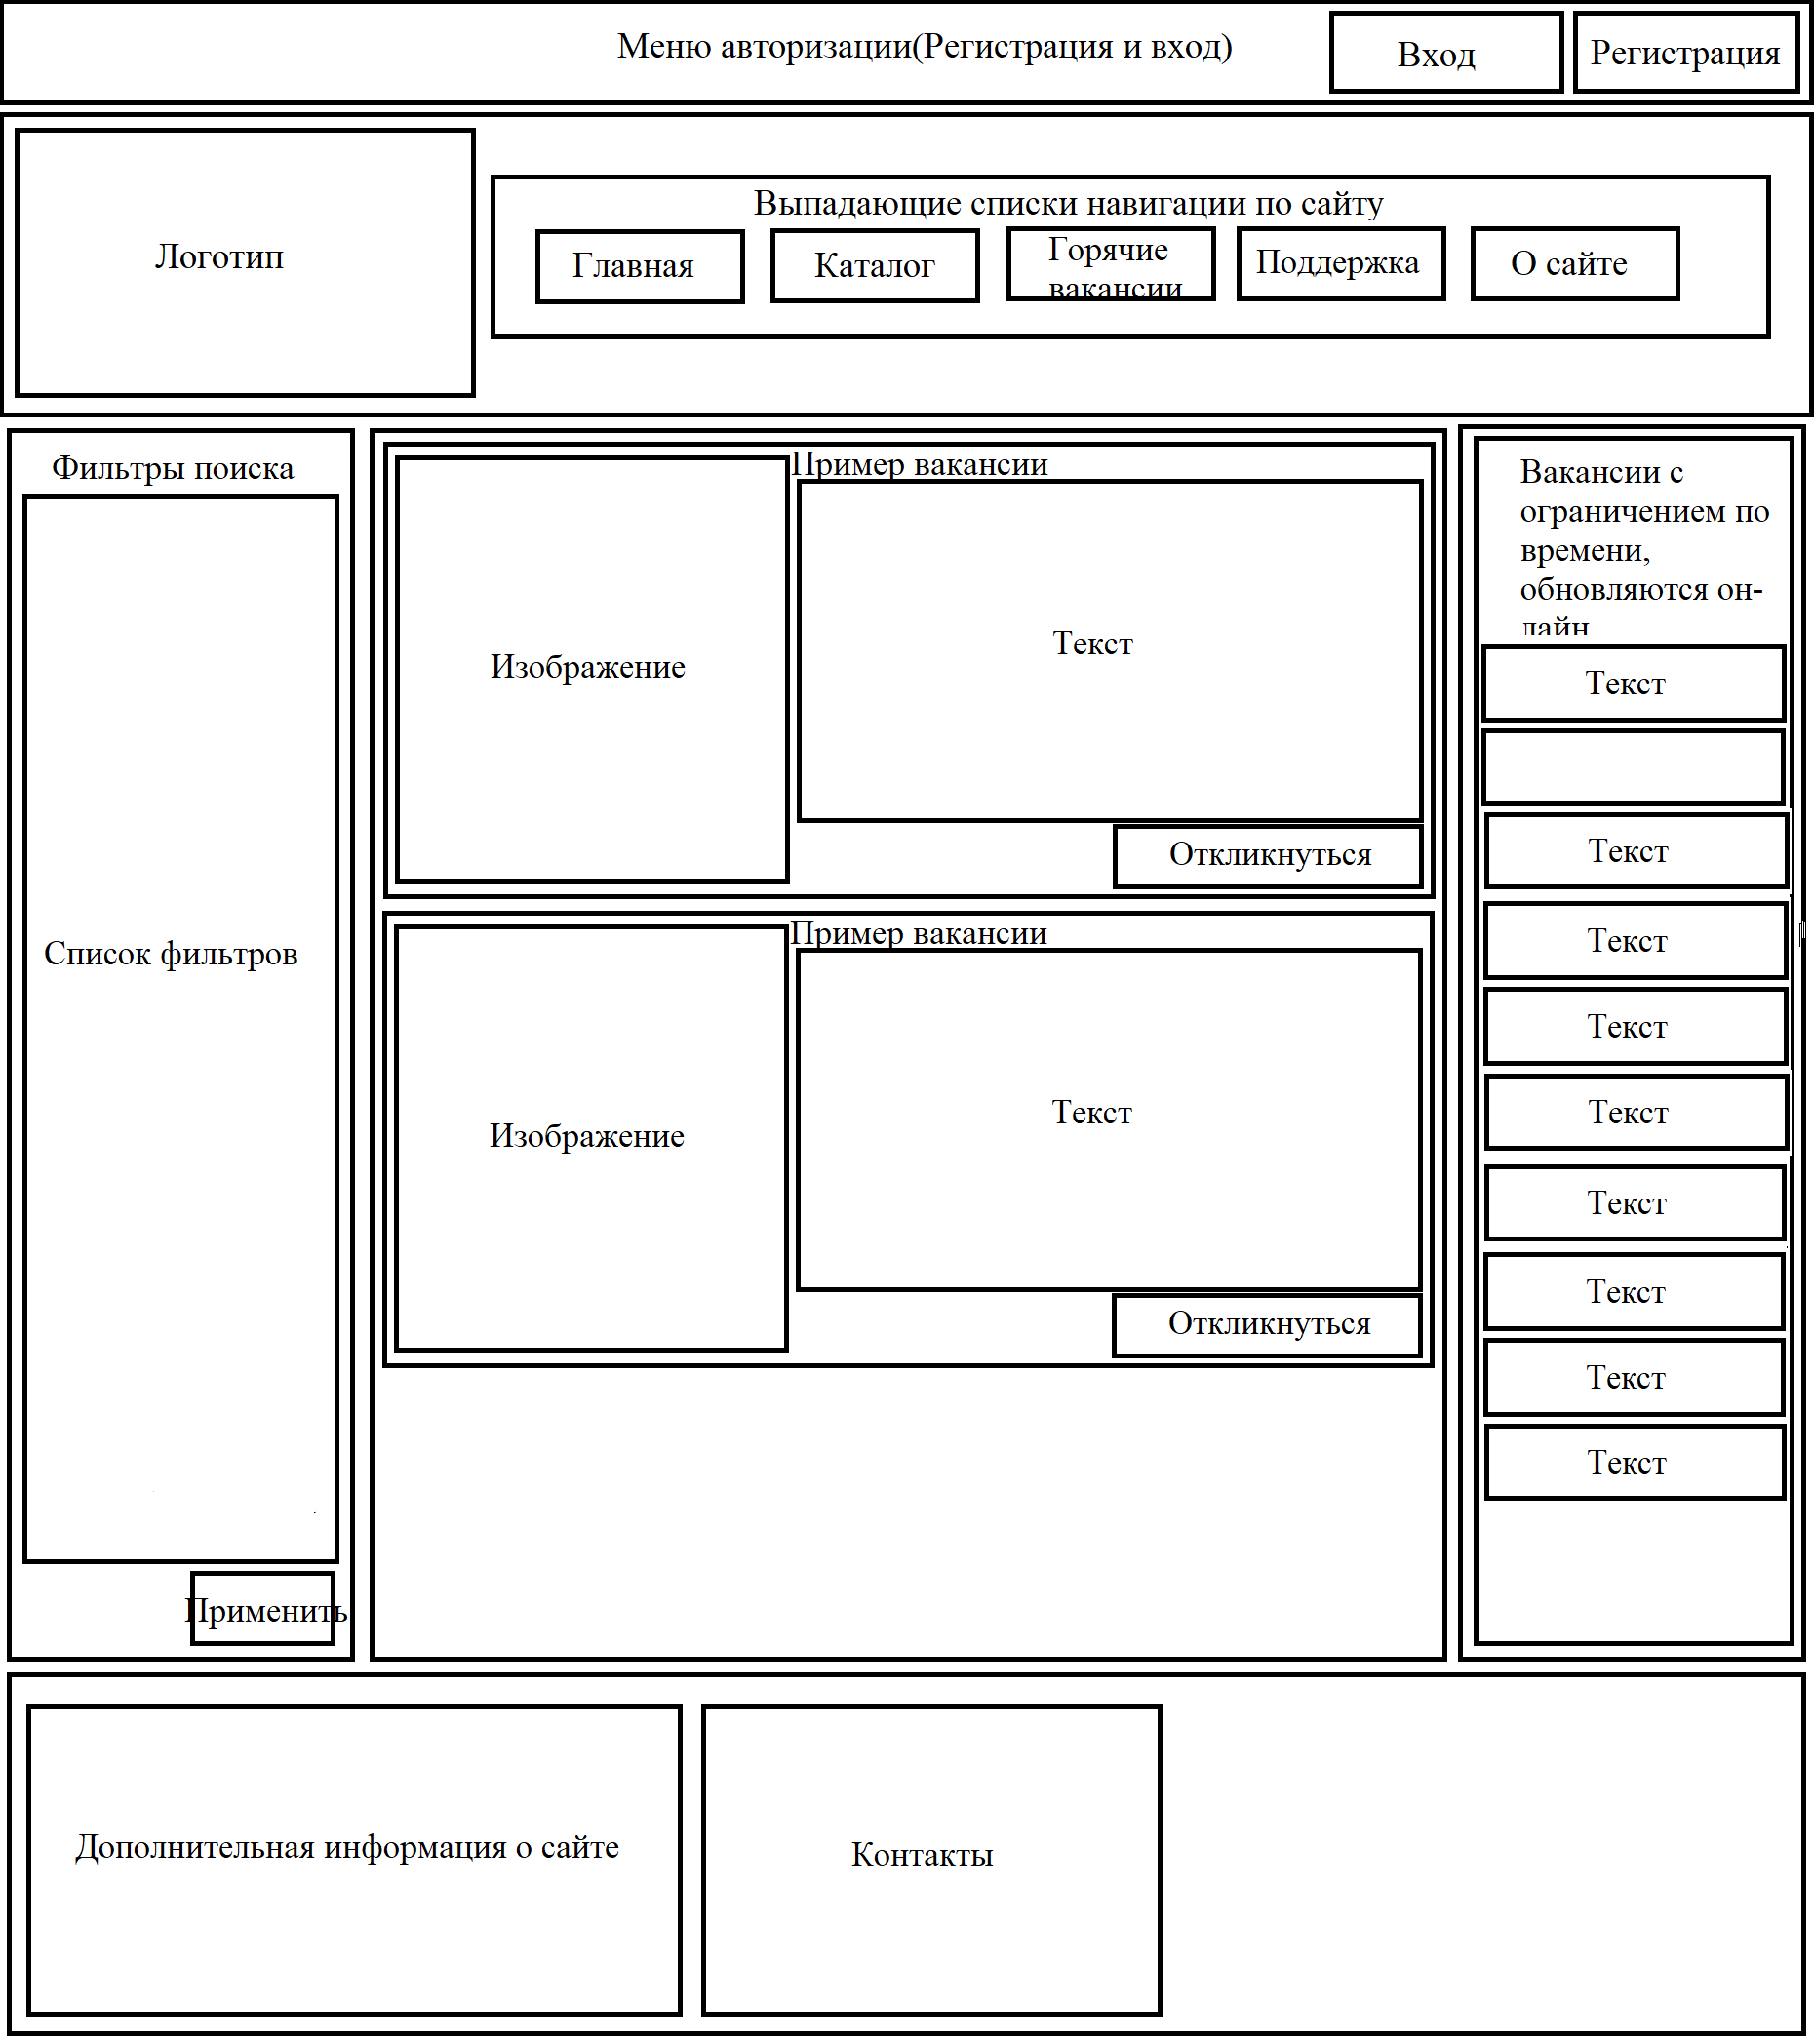 Меню авторизации(Регистрация и вход)
Вход
Регистрация
Логотип
Выпадающие списки навигации по сайту
Главная
Каталог
Горячие
вакансии
Поддержка
О сайте
Фильтры поиска
Список фильтров
Применить
Пример вакансии
Изображение
Текст
Откликнуться
Пример вакансии
Изображение
Текст
Откликнуться
Вакансии с
ограничением по
времени,
обновляются он-
лайн
Текст
Текст
Текст
Текст
Текст
Текст
Текст
Текст
Текст
Дополнительная информация о сайте
Контакты